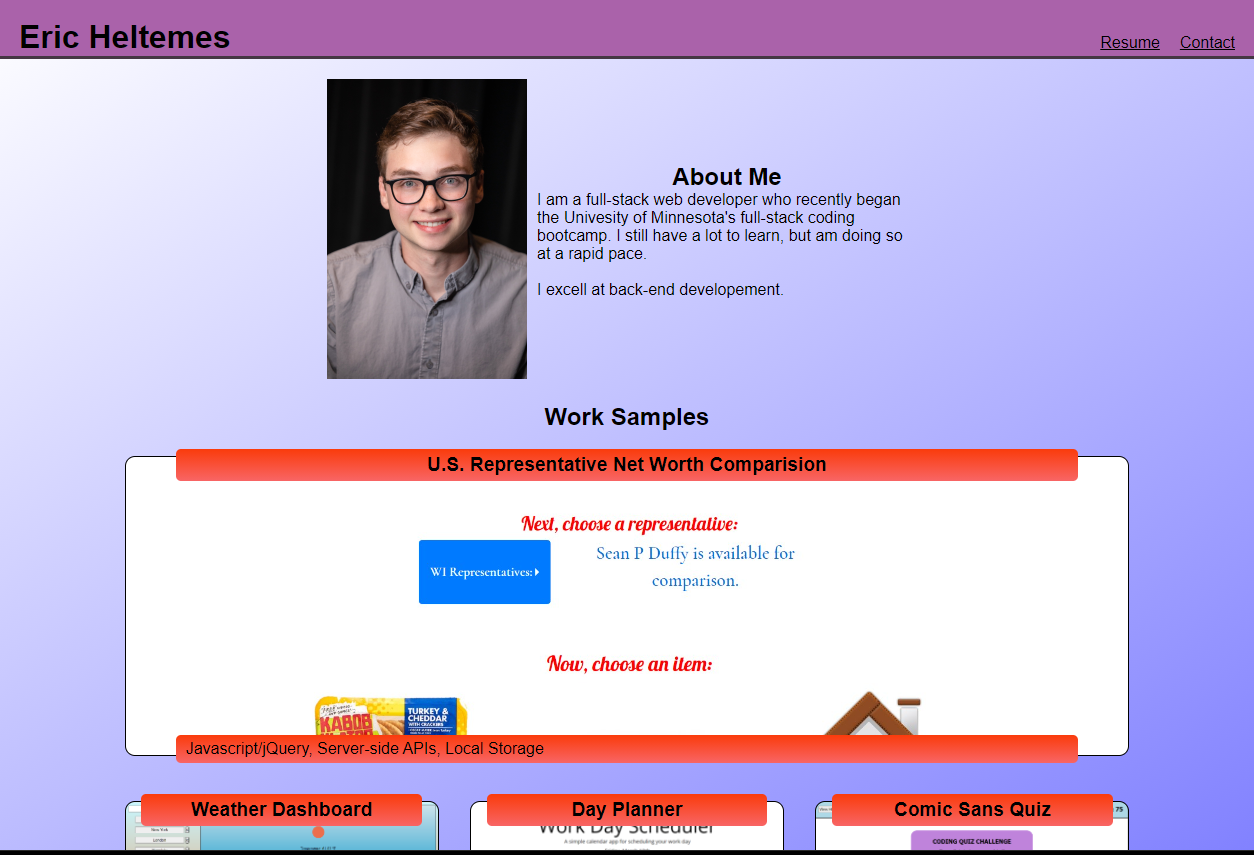 Eric Heltemes
Resume Contact
About Me
I am a full-stack web developer who recently began
the Univesity of Minnesota's full-stack coding
bootcamp. I still have a lot to learn, but am doing so
at a rapid pace.
I excell at back-end developement.
Work Samples
U.S. Representative Net Worth Comparision
Next, choose a representative:
WI Representatives:
Sean P Duffy is available for
comparison.
Now, choose an item:
TURKEY &
CHEDDAR
WITH CRACKERS
KABOB
Javascript/jQuery, Server-side APIs, Local Storage
Weather Dashboard
New York
London
Day Planner
Work Day Scheduler
A simple calendar app for scheduling your work day
Comic Sans Quiz
75
CODING QUIZ CHALLENGE